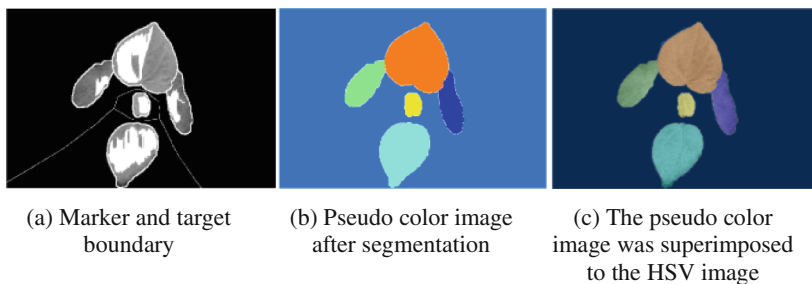 (a) Marker and target
boundary
(b) Pseudo color image
after segmentation
(c) The pseudo color
image was superimposed
to the HSV image